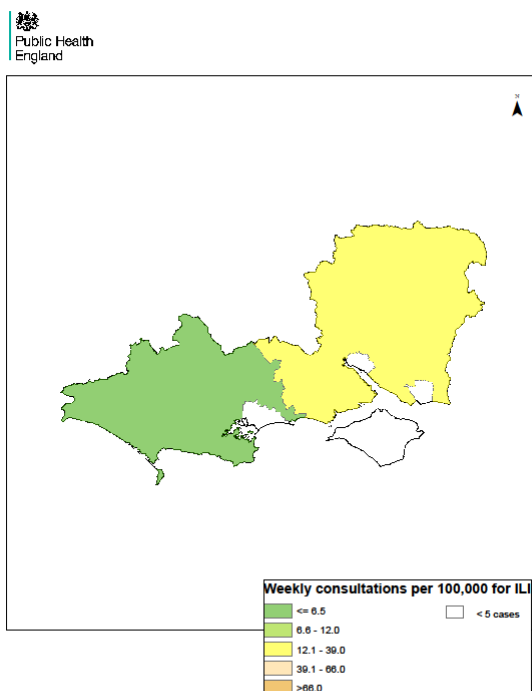 Public Health
England
N
Weekly consultations per 100,000 for ILI
<= 6.5
< 5 cases
6.6 - 12.0
12.1 - 39.0
39.1 - 66.0
>66.0